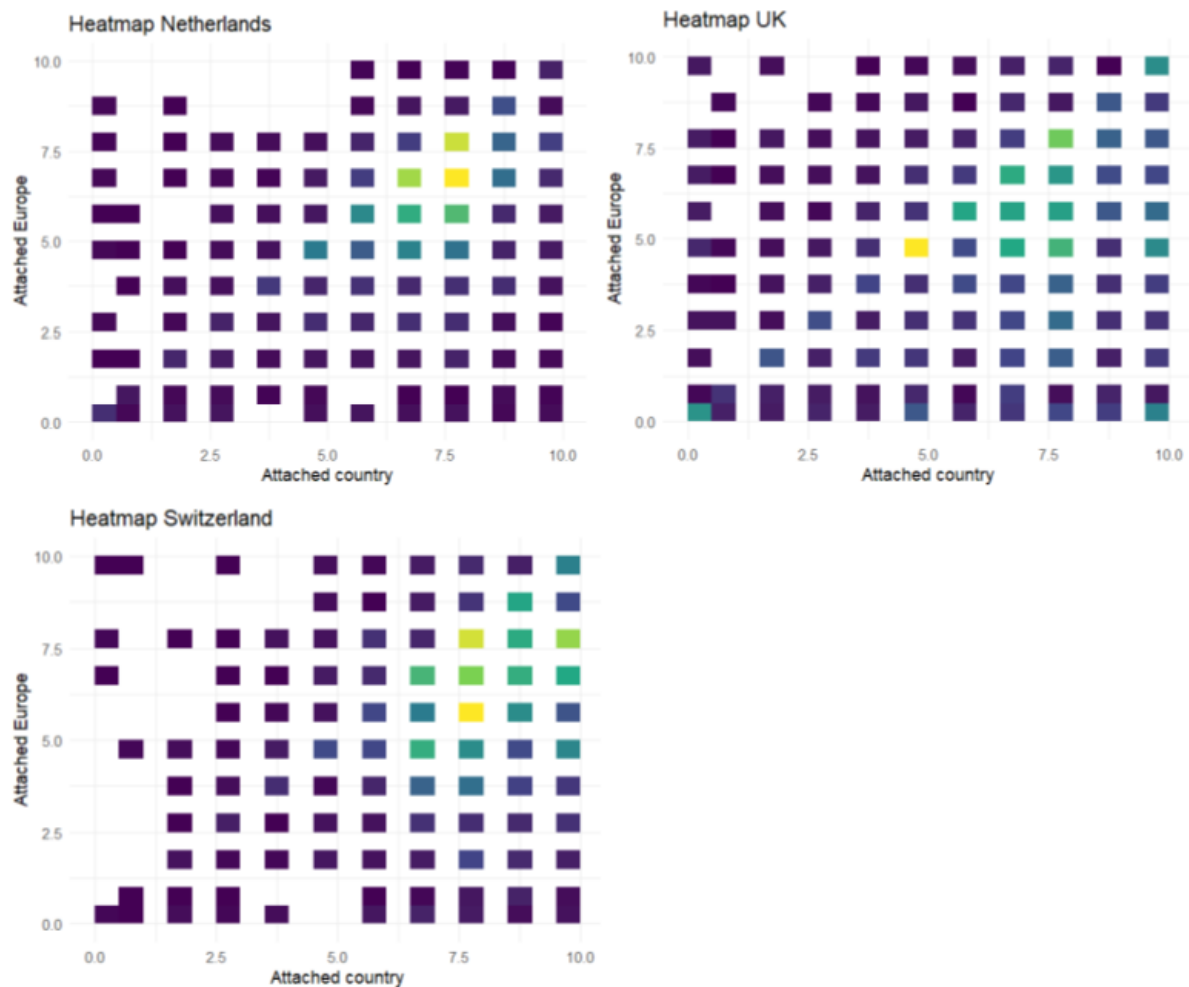 Heatmap Netherlands
10.0
7.5
5.0
2.5
0.0
Attached Europe
0.0 2.5 5.0 7.5 10.0
Attached country
Heatmap UK
10.0
7.5
5.0
2.5
0.0
Attached Europe
0.0 2.5 5.0 7.5 10.0
Attached country
Heatmap Switzerland
10.0
7.5
5.0
2.5
0.0
Attached Europe
0.0 2.5 5.0 7.5 10.0
Attached country